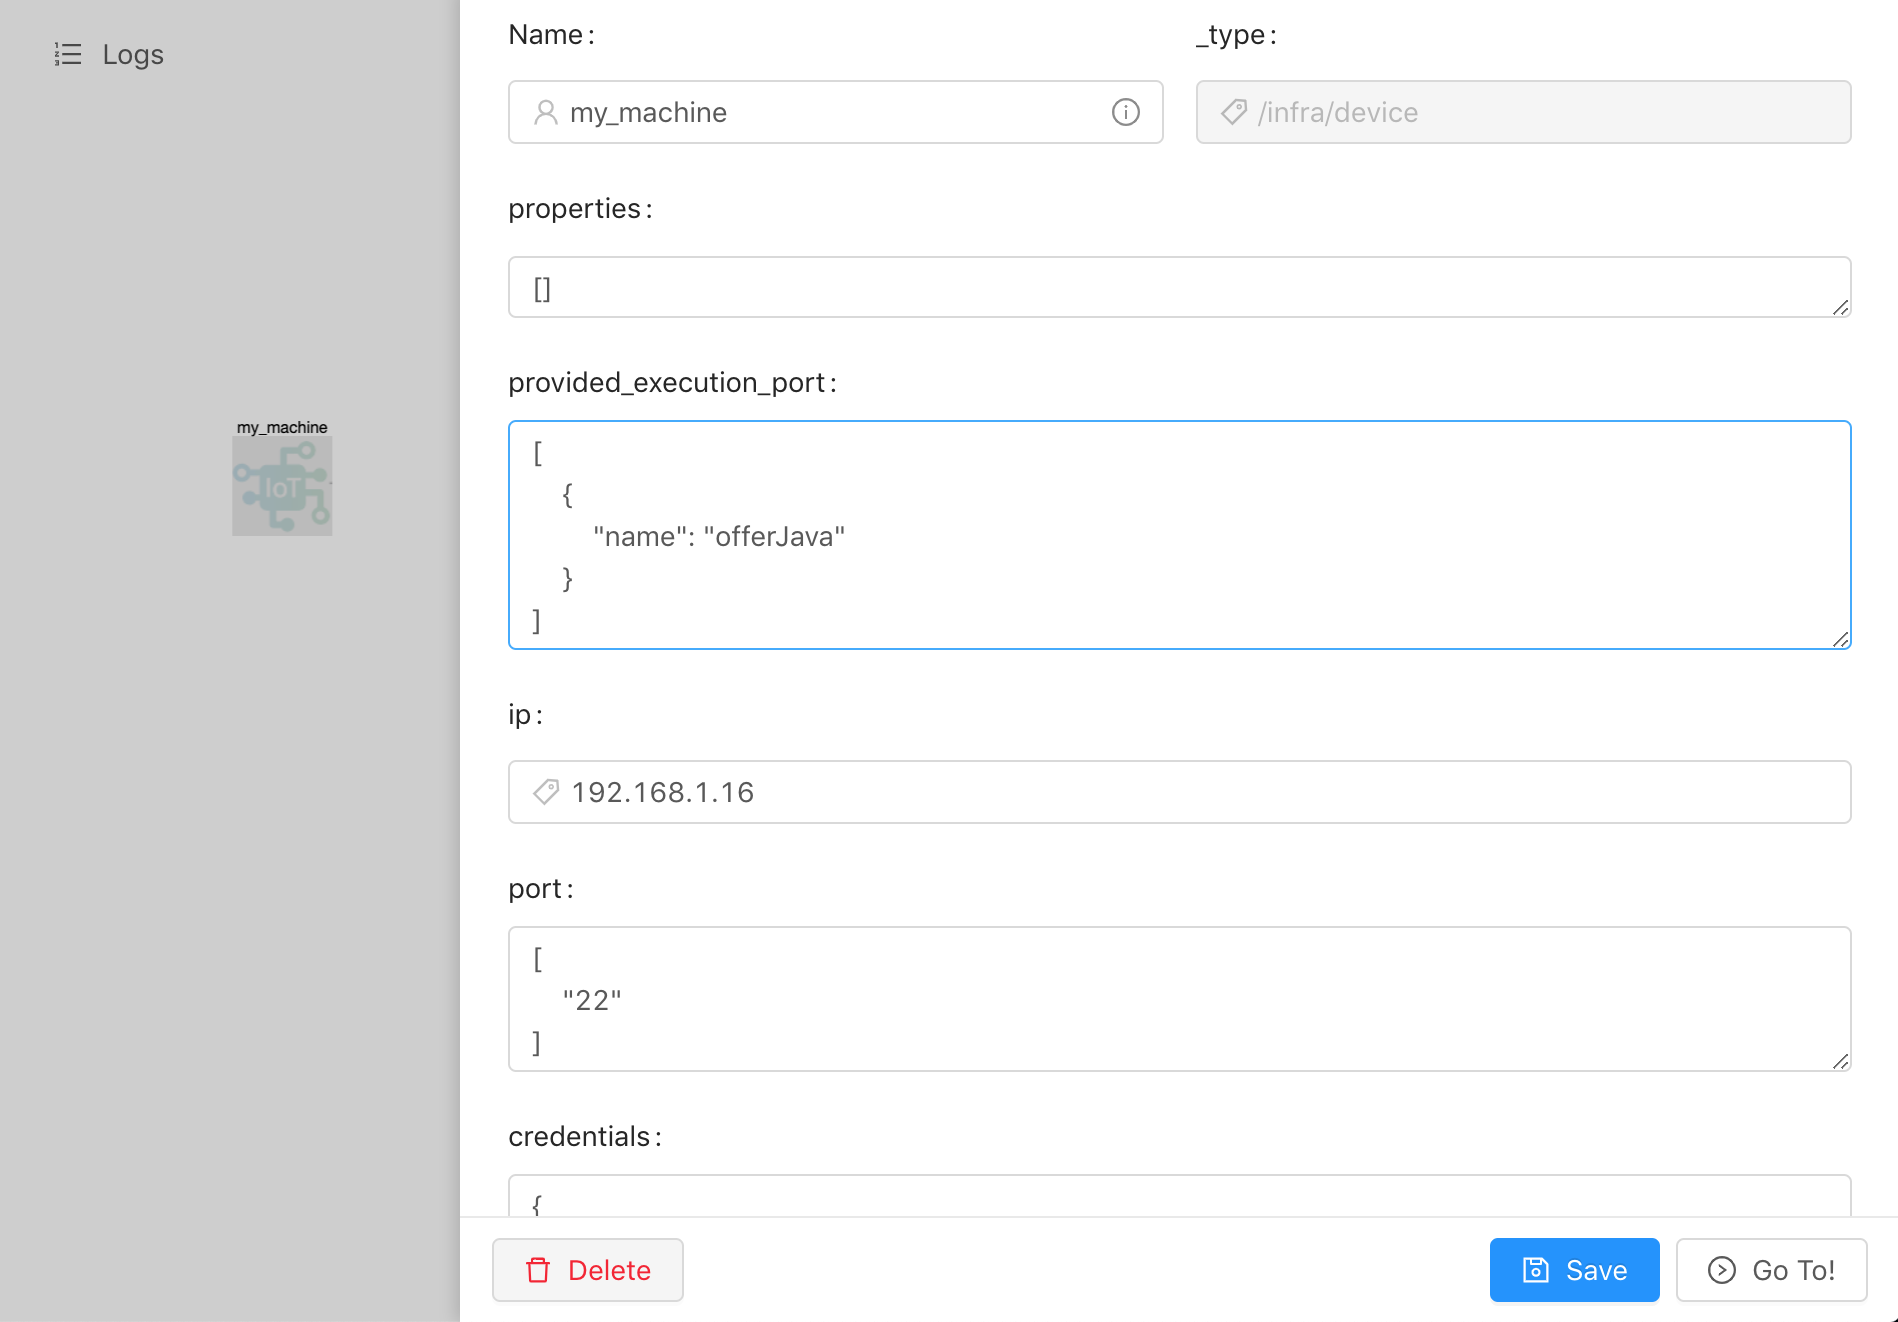 Logs
my_machine
IoT
Name :
my_machine
_type :
/infra/device
properties :
[]
provided_execution_port :
[
{
"name": "offerJava"
}
]
ip :
192.168.1.16
port :
[
"22"
]
credentials :
{
Delete
Save
Go To!